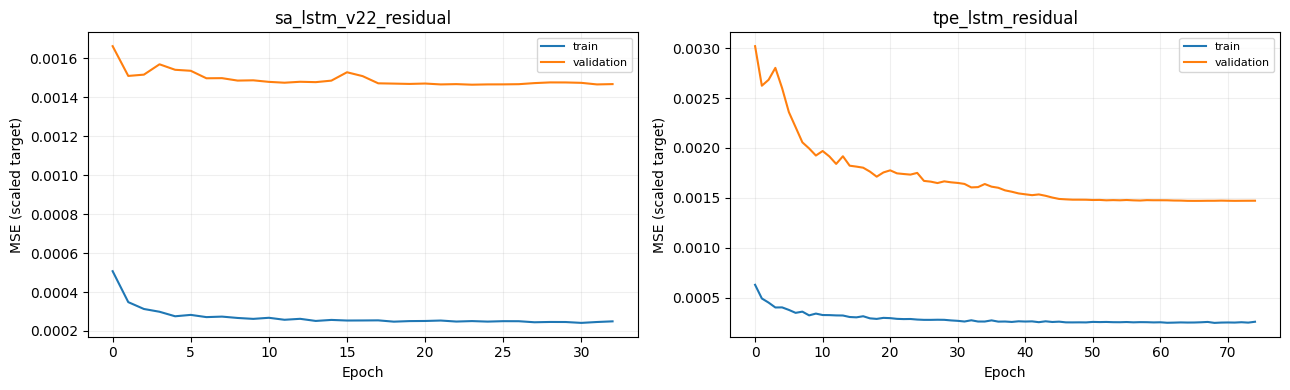 sa_lstm_v22_residual
train
validation
MSE (scaled target)
0.0016
0.0014
0.0012
0.0010
0.0008
0.0006
0.0004
0.0002
0 5 10 15 20 25 30
Epoch
tpe_lstm_residual
train
validation
MSE (scaled target)
0.0030
0.0025
0.0020
0.0015
0.0010
0.0005
0 10 20 30 40 50 60 70
Epoch